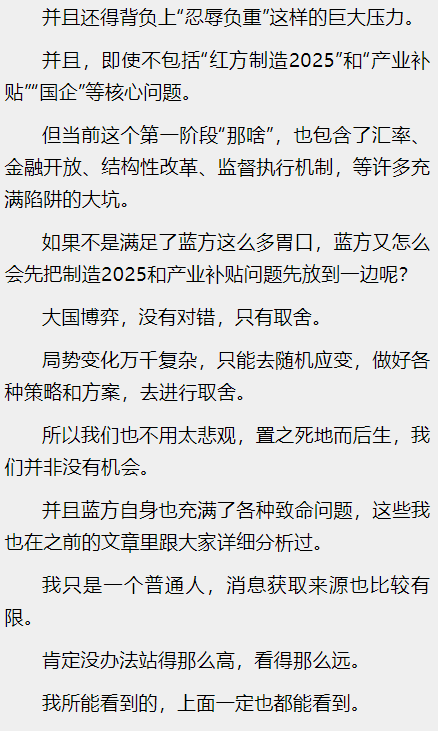 并且还得背负上“忍辱负重”这样的巨大压力。
并且，即使不包括“红方制造2025”和“产业补
贴”“国企”等核心问题。
但当前这个第一阶段“那啥”，也包含了汇率、
金融开放、结构性改革、监督执行机制，等许多充
满陷阱的大坑。
如果不是满足了蓝方这么多胃口，蓝方又怎么
会先把制造2025和产业补贴问题先放到一边呢？
大国博弈，没有对错，只有取舍。
局势变化万千复杂，只能去随机应变，做好各
种策略和方案，去进行取舍。
所以我们也不用太悲观，置之死地而后生，我
们并非没有机会。
并且蓝方自身也充满了各种致命问题，这些我
也在之前的文章里跟大家详细分析过。
我只是一个普通人，消息获取来源也比较有
限。
肯定没办法站得那么高，看得那么远。
我所能看到的，上面一定也都能看到。